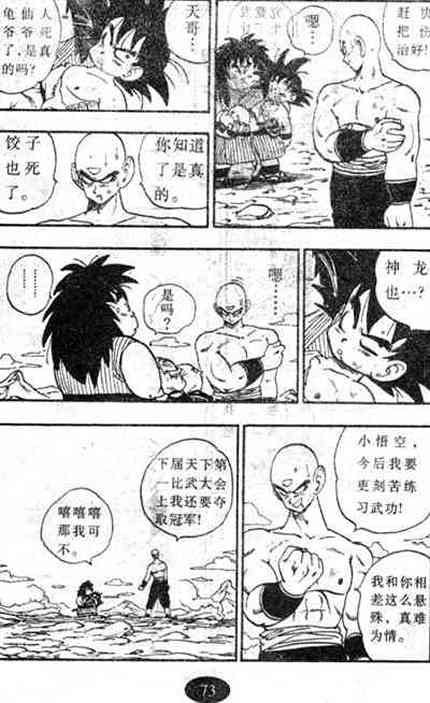 赶快
把伤
治好!
嗯…
天
哥…
龟仙人
爷爷死
了,是真
的吗?
你知道
了是真
的。
饺子
也死
了。
神龙
也…?
嗯……
是
吗?
………
小悟空,
今后我要
更刻苦练
习武功!
我和你相
差这么悬
殊,真难
为情。
下届天下第
一比武大会
上我还要夺
取冠军!
嘻嘻嘻
那我可
不。
73